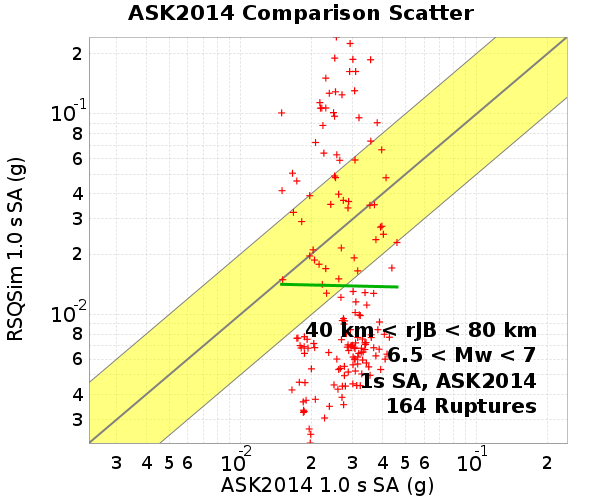 ASK2014 Comparison Scatter
RSQSim 1.0 s SA (g)
2
10⁻¹
8
6
4
3
2
10⁻²
8
6
4
3
40 km < rJB < 80 km
6.5 < Mw < 7
1s SA, ASK2014
164 Ruptures
3 4 5 6 10⁻² 2 3 4 5 6 10⁻¹ 2
ASK2014 1.0 s SA (g)